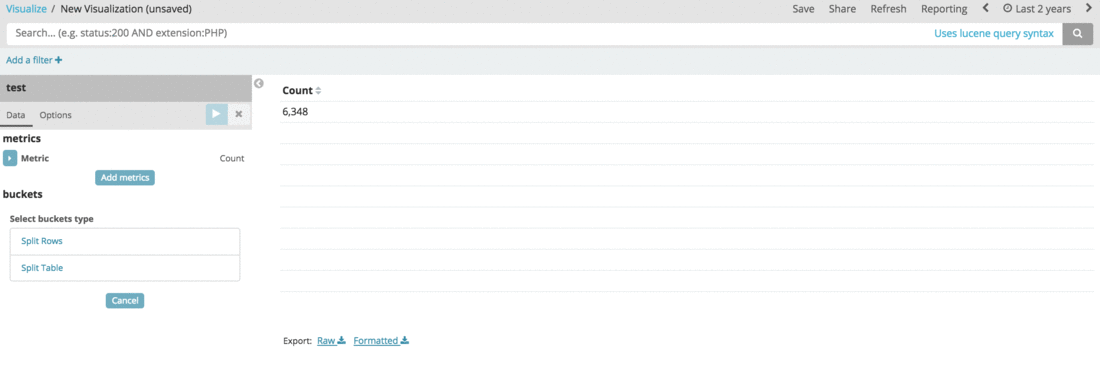 Visualize / New Visualization (unsaved)
Save Share Refresh Reporting Last 2 years
Search... (e.g. status:200 AND extension:PHP)
Uses lucene query syntax
Add a filter +
test
Data Options
metrics
Metric Count
Add metrics
buckets
Select buckets type
Split Rows
Split Table
Cancel
Count
6,348
Export: Raw Formatted